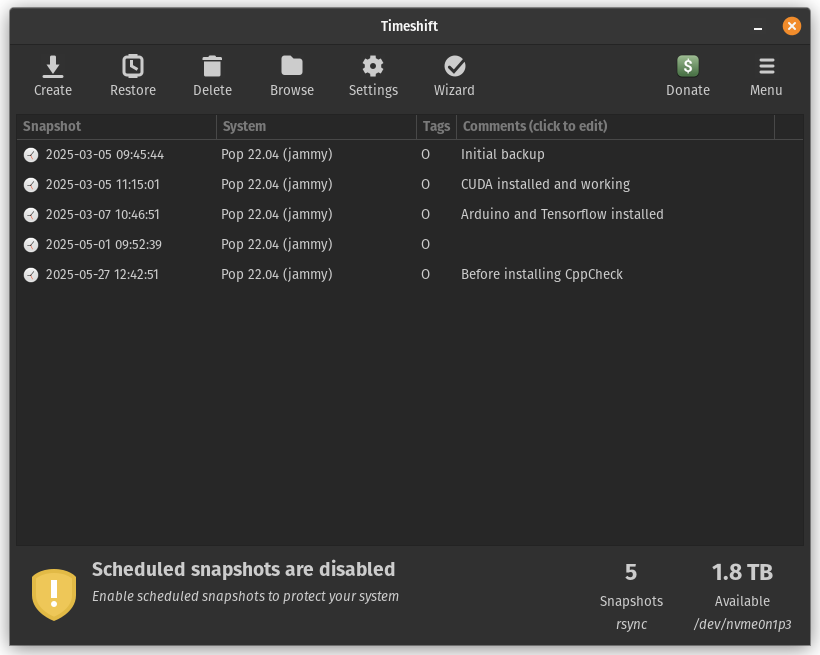 Timeshift
Create Restore Delete Browse Settings Wizard Donate Menu
Snapshot System Tags Comments (click to edit)
2025-03-05 09:45:44 Pop 22.04 (jammy) O Initial backup
2025-03-05 11:15:01 Pop 22.04 (jammy) O CUDA installed and working
2025-03-07 10:46:51 Pop 22.04 (jammy) O Arduino and Tensorflow installed
2025-05-01 09:52:39 Pop 22.04 (jammy) O
2025-05-27 12:42:51 Pop 22.04 (jammy) O Before installing CppCheck
Scheduled snapshots are disabled
Enable scheduled snapshots to protect your system
5 1.8 TB
Snapshots Available
rsync /dev/nvme0n1p3